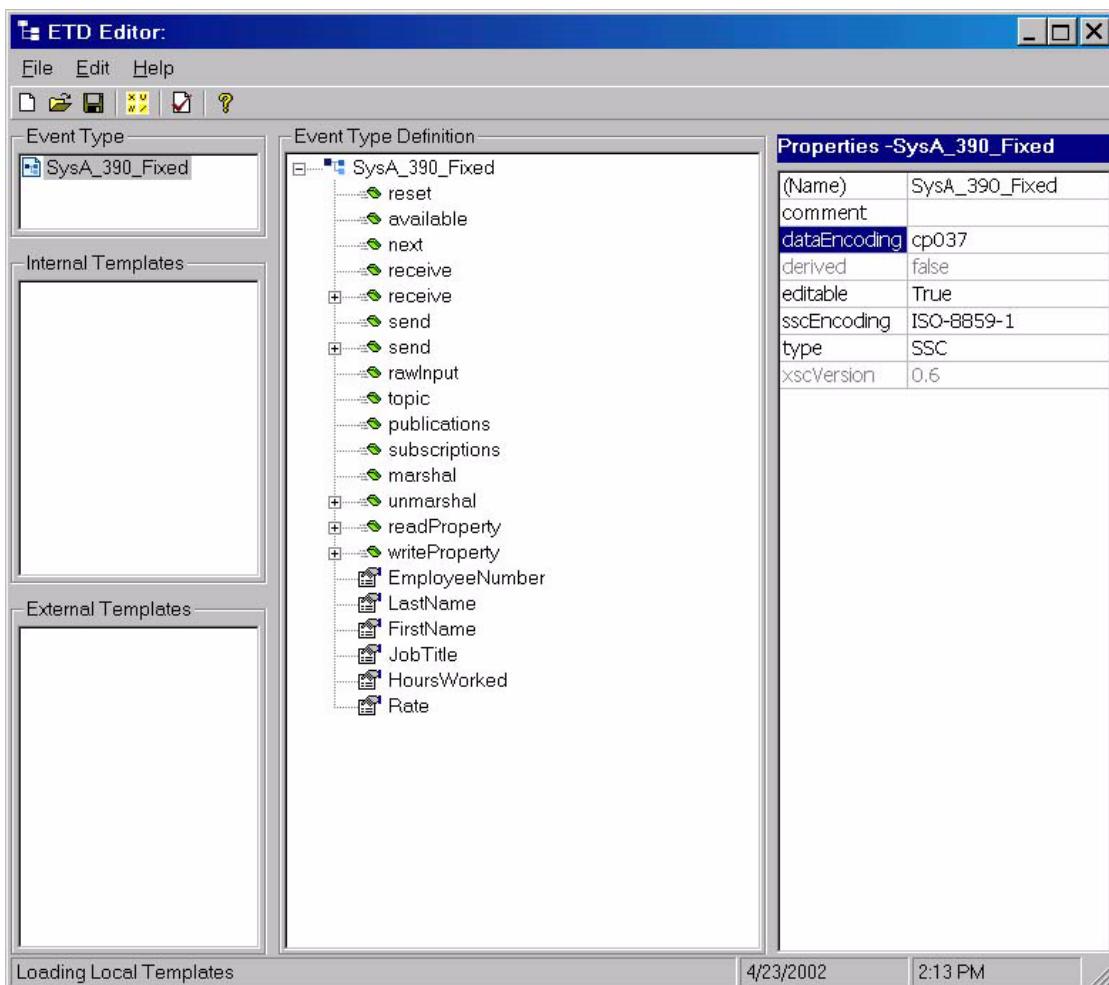 ETD Editor:
File Edit Help
Event Type
SysA_390_Fixed
Internal Templates
External Templates
Event Type Definition
SysA_390_Fixed
reset
available
next
receive
receive
send
send
rawInput
topic
publications
subscriptions
marshal
unmarshal
readProperty
writeProperty
EmployeeNumber
LastName
FirstName
JobTitle
HoursWorked
Rate
Properties -SysA_390_Fixed
(Name) SysA_390_Fixed
comment
dataEncoding cp037
derived false
editable True
sscEncoding ISO-8859-1
type SSC
xscVersion 0.6
Loading Local Templates 4/23/2002 2:13 PM